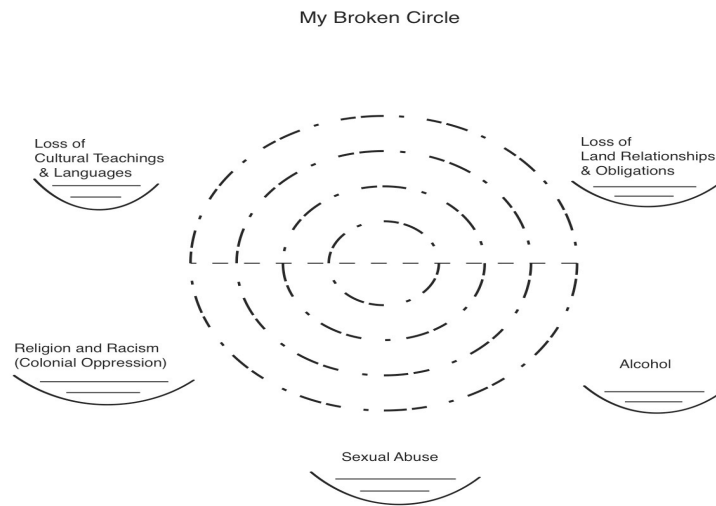 My Broken Circle
Loss of
Cultural Teachings
& Languages
Loss of
Land Relationships
& Obligations
Religion and Racism
(Colonial Oppression)
Alcohol
Sexual Abuse